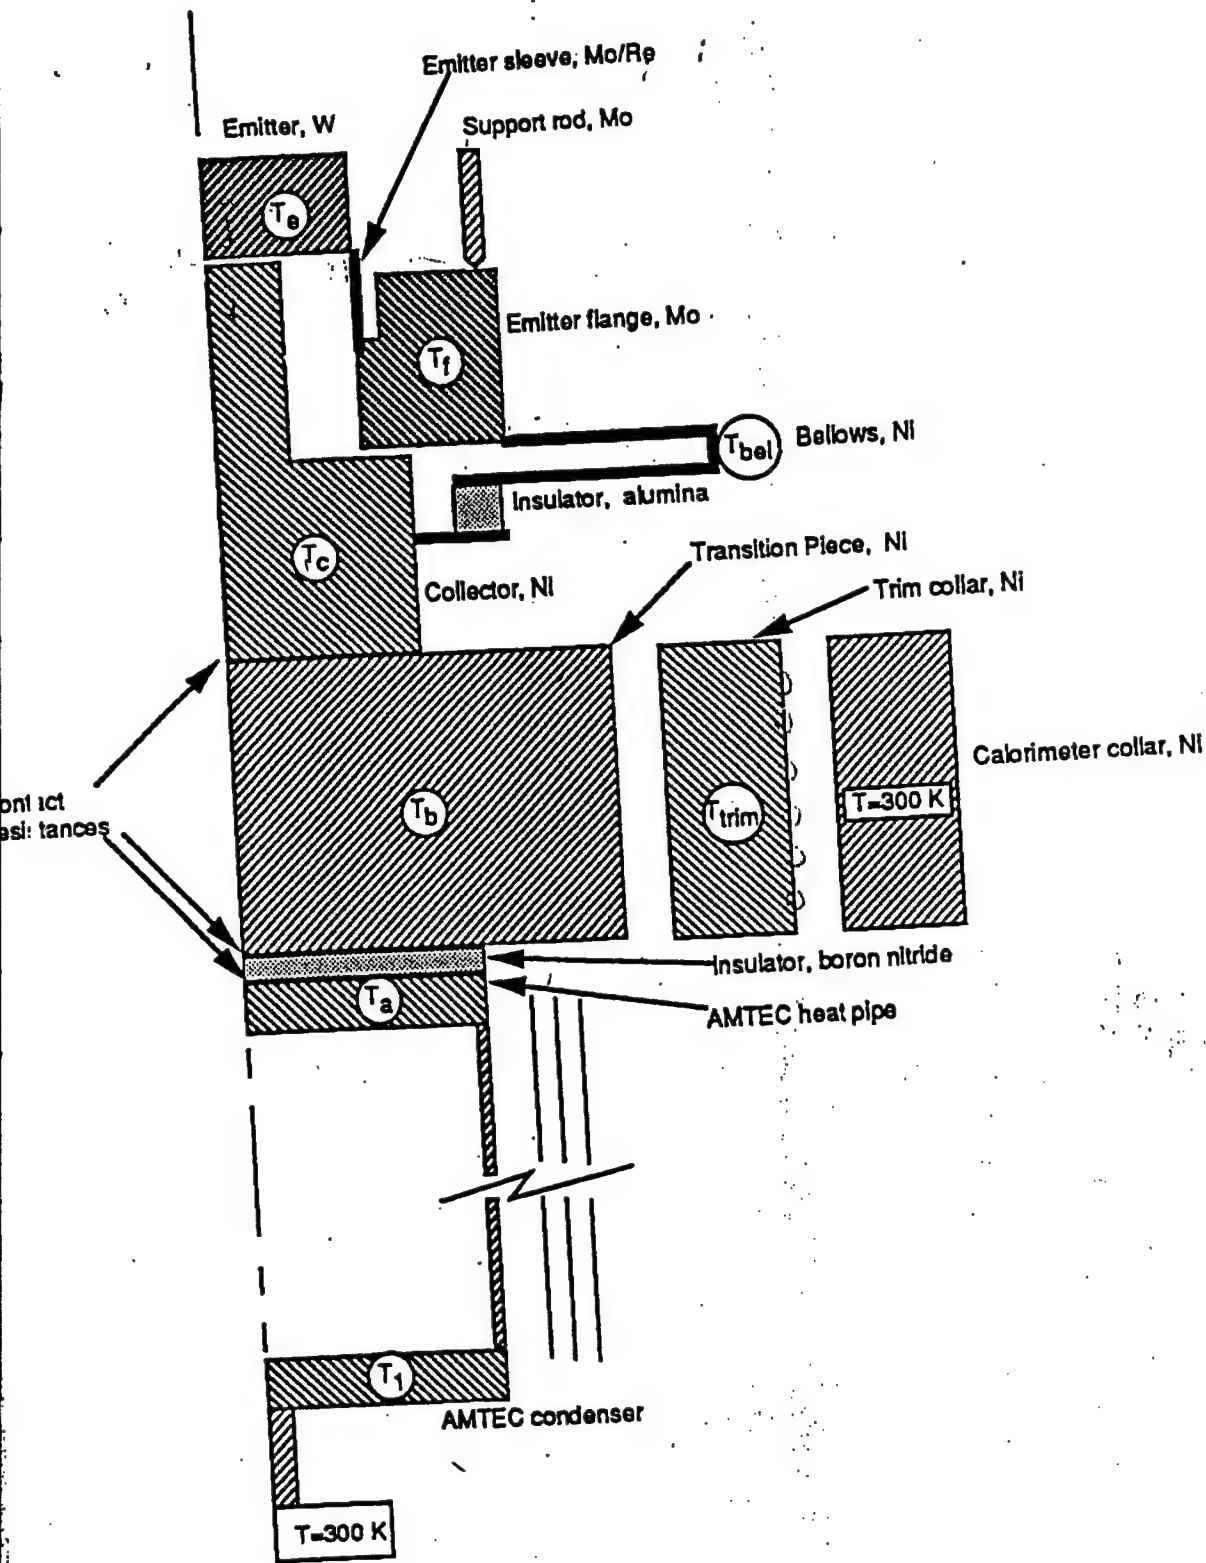 Emitter sleeve, Mo/Re
Emitter, W
Support rod, Mo
Te
Emitter flange, Mo
Tf
Tbel
Bellows, Ni
Insulator, alumina
Tc
Transition Piece, Ni
Collector, Ni
Trim collar, Ni
Calorimeter collar, Ni
ontact
esistances
Tb
Ttrim
T=300 K
Insulator, boron nitride
Ta
AMTEC heat pipe
T1
AMTEC condenser
T=300 K